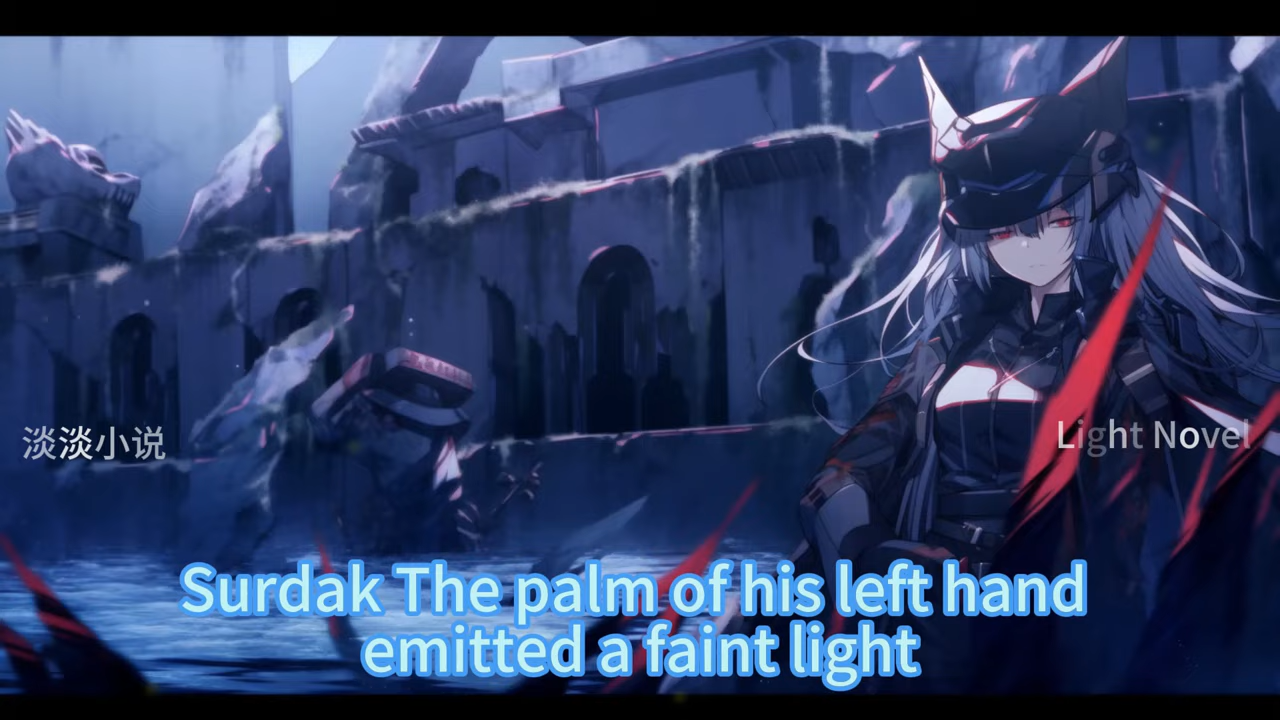 淡淡小说
Light Novel
Surdak The palm of his left hand
emitted a faint light